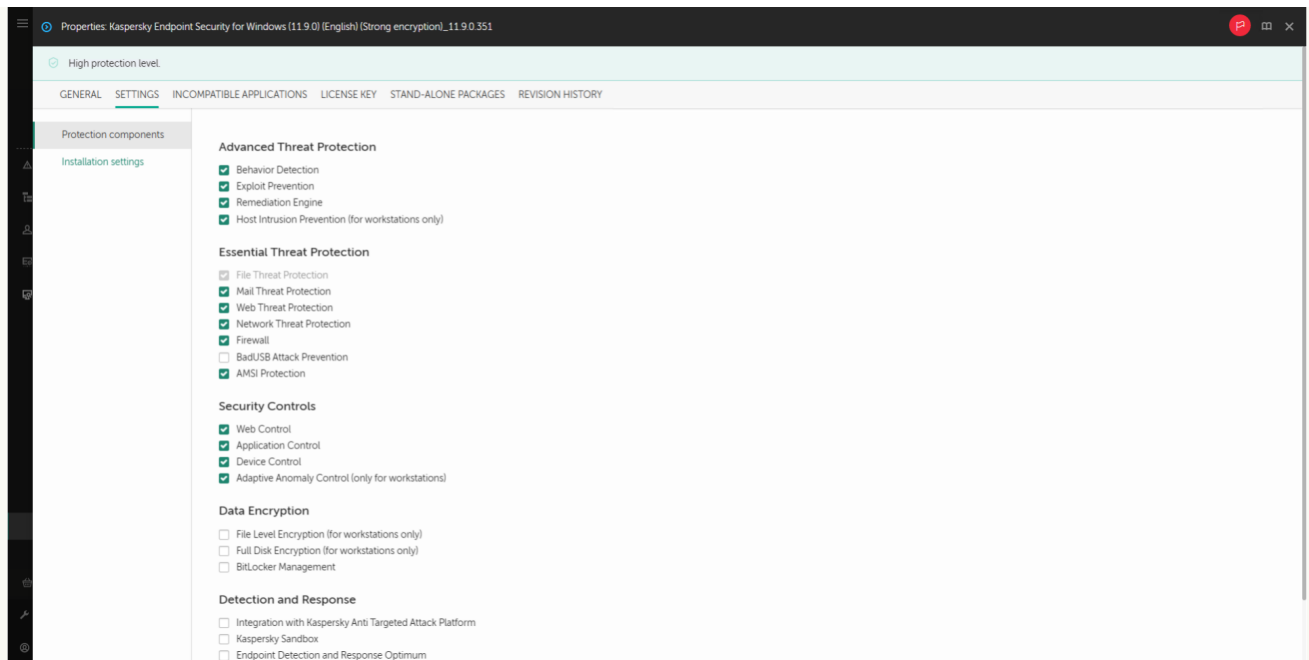 Properties: Kaspersky Endpoint Security for Windows (11.9.0) (English) (Strong encryption)_11.9.0.351
High protection level.
GENERAL SETTINGS INCOMPATIBLE APPLICATIONS LICENSE KEY STAND-ALONE PACKAGES REVISION HISTORY
Protection components
Installation settings
Advanced Threat Protection
Behavior Detection
Exploit Prevention
Remediation Engine
Host Intrusion Prevention (for workstations only)
Essential Threat Protection
File Threat Protection
Mail Threat Protection
Web Threat Protection
Network Threat Protection
Firewall
BadUSB Attack Prevention
AMSI Protection
Security Controls
Web Control
Application Control
Device Control
Adaptive Anomaly Control (only for workstations)
Data Encryption
File Level Encryption (for workstations only)
Full Disk Encryption (for workstations only)
BitLocker Management
Detection and Response
Integration with Kaspersky Anti Targeted Attack Platform
Kaspersky Sandbox
Endpoint Detection and Response Optimum